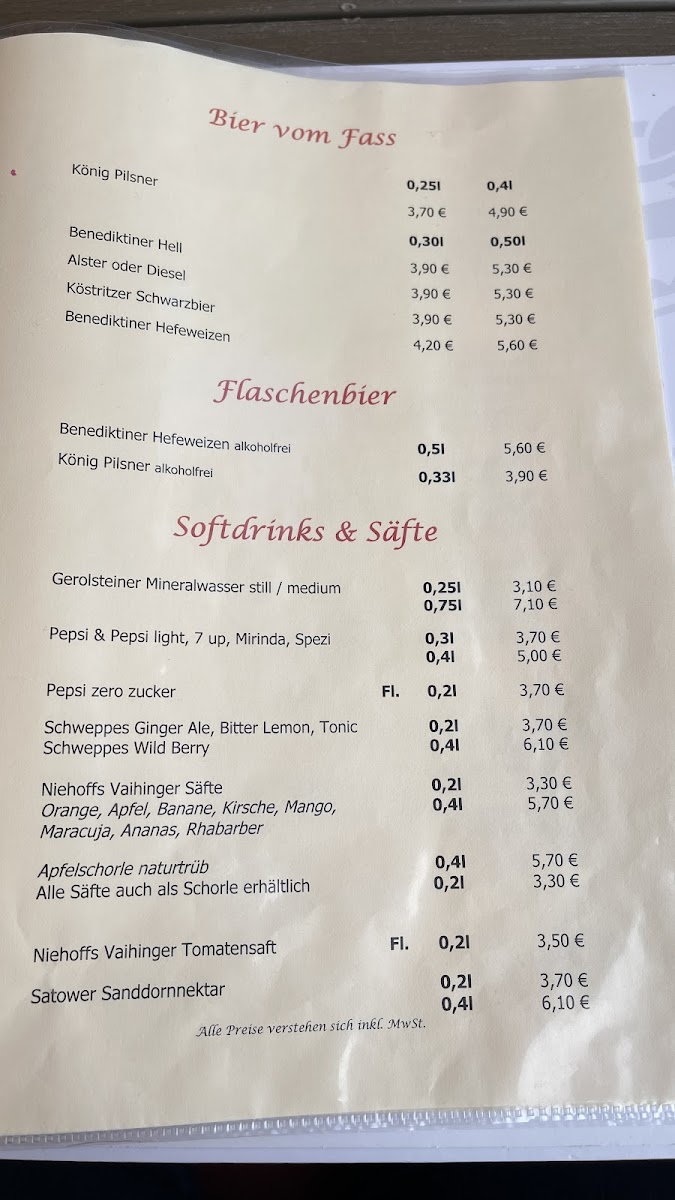 Bier vom Fass
König Pilsner 0,25l 0,4l
3,70 € 4,90 €
Benediktiner Hell 0,30l 0,50l
Alster oder Diesel 3,90 € 5,30 €
Köstritzer Schwarzbier 3,90 € 5,30 €
Benediktiner Hefeweizen 3,90 € 5,30 €
4,20 € 5,60 €
Flaschenbier
Benediktiner Hefeweizen alkoholfrei 0,5l 5,60 €
König Pilsner alkoholfrei 0,33l 3,90 €
Softdrinks & Säfte
Gerolsteiner Mineralwasser still / medium 0,25l 3,10 €
0,75l 7,10 €
Pepsi & Pepsi light, 7 up, Mirinda, Spezi 0,3l 3,70 €
0,4l 5,00 €
Pepsi zero zucker Fl. 0,2l 3,70 €
Schweppes Ginger Ale, Bitter Lemon, Tonic 0,2l 3,70 €
Schweppes Wild Berry 0,4l 6,10 €
Niehoffs Vaihinger Säfte 0,2l 3,30 €
Orange, Apfel, Banane, Kirsche, Mango, 0,4l 5,70 €
Maracuja, Ananas, Rhabarber
Apfelschorle naturtrüb 0,4l 5,70 €
Alle Säfte auch als Schorle erhältlich 0,2l 3,30 €
Niehoffs Vaihinger Tomatensaft Fl. 0,2l 3,50 €
Satower Sanddornnektar 0,2l 3,70 €
0,4l 6,10 €
Alle Preise verstehen sich inkl. MwSt.